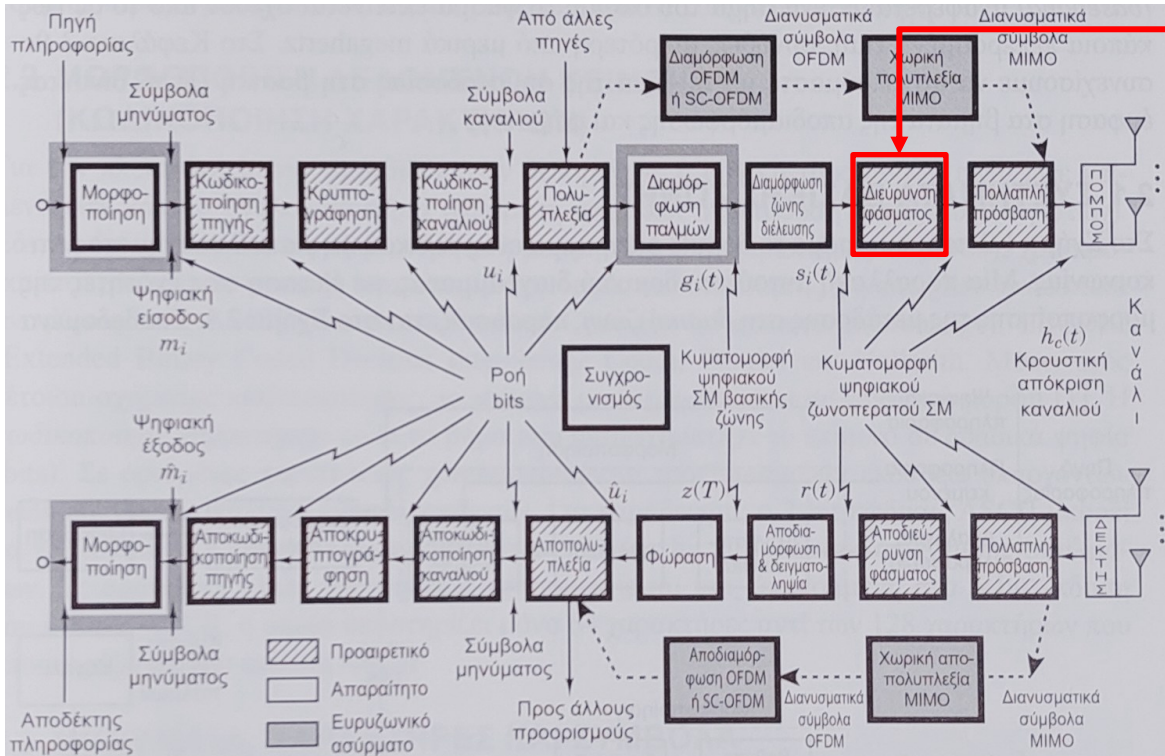 κάποια
συνεχίσουμε
Πηγή
πληροφορίας
Από άλλες
πηγές
Διανυσματικά
σύμβολα
OFDM
Διανυσματικά
σύμβολα
MIMO
Διαμόρφωση
OFDM
ή SC-OFDM
Χωρική
πολυπλεξία
MIMO
Σύμβολα
μηνύματος
Σύμβολα
καναλιού
Μορφο-
ποίηση
Κωδικο-
ποίηση
πηγής
Κρυπτο-
γράφηση
Κωδικο-
ποίηση
καναλιού
Πολυ-
πλεξία
Διαμόρ-
φωση
παλμών
Διαμόρφωση
ζώνης
διέλευσης
Διεύρυνση
φάσματος
Πολλαπλή
πρόσβαση
ΠΟΜΠΟΣ
Ψηφιακή
είσοδος
m_i
u_i
g_i(t)
s_i(t)
Ροή
bits
Συγχρο-
νισμός
Κυματομορφή
ψηφιακού
ΣΜ βασικής
ζώνης
Κυματομορφή
ψηφιακού
ζωνοπερατού ΣΜ
h_c(t)
Κρουστική
απόκριση
καναλιού
Κανάλι
Ψηφιακή
έξοδος
m̂_i
û_i
z(T)
r(t)
Μορφο-
ποίηση
Αποκωδι-
κοποίηση
πηγής
Αποκρυ-
πτογρά-
φηση
Αποκωδι-
κοποίηση
καναλιού
Αποπολυ-
πλεξία
Φώραση
Αποδια-
μόρφωση
& δειγματο-
ληψία
Αποδιεύ-
ρυνση
φάσματος
Πολλαπλή
πρόσβαση
ΔΕΚΤΗΣ
Σύμβολα
μηνύματος
Προαιρετικό
Απαραίτητο
Ευρυζωνικό
ασύρματο
Σύμβολα
μηνύματος
Αποδιαμόρ-
φωση OFDM
ή SC-OFDM
Διανυσματικά
σύμβολα
OFDM
Χωρική απο-
πολυπλεξία
MIMO
Διανυσματικά
σύμβολα
MIMO
Αποδέκτης
πληροφορίας
Προς άλλους
προορισμούς